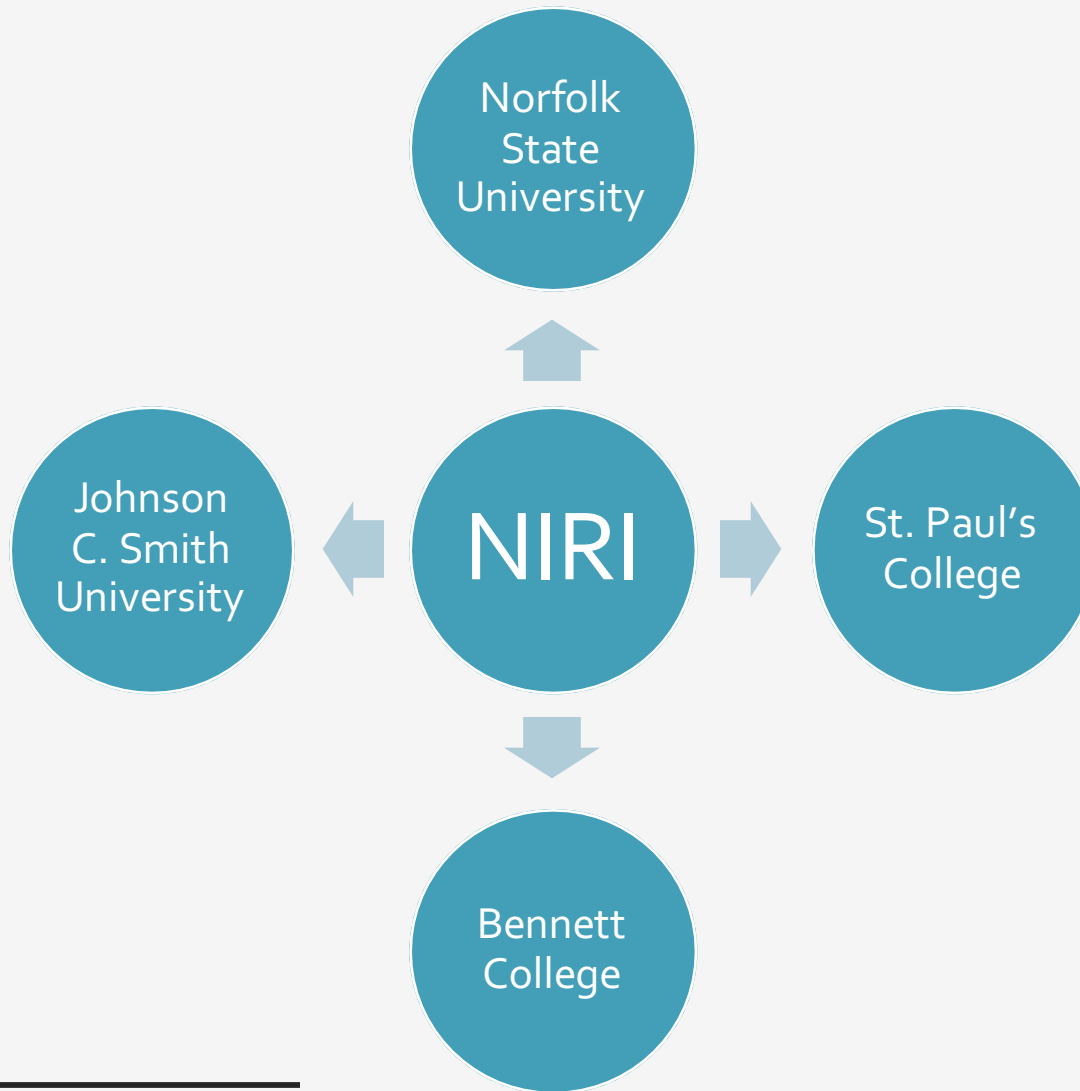 Norfolk
State
University
Johnson
C. Smith
University
NIRI
St. Paul’s
College
Bennett
College